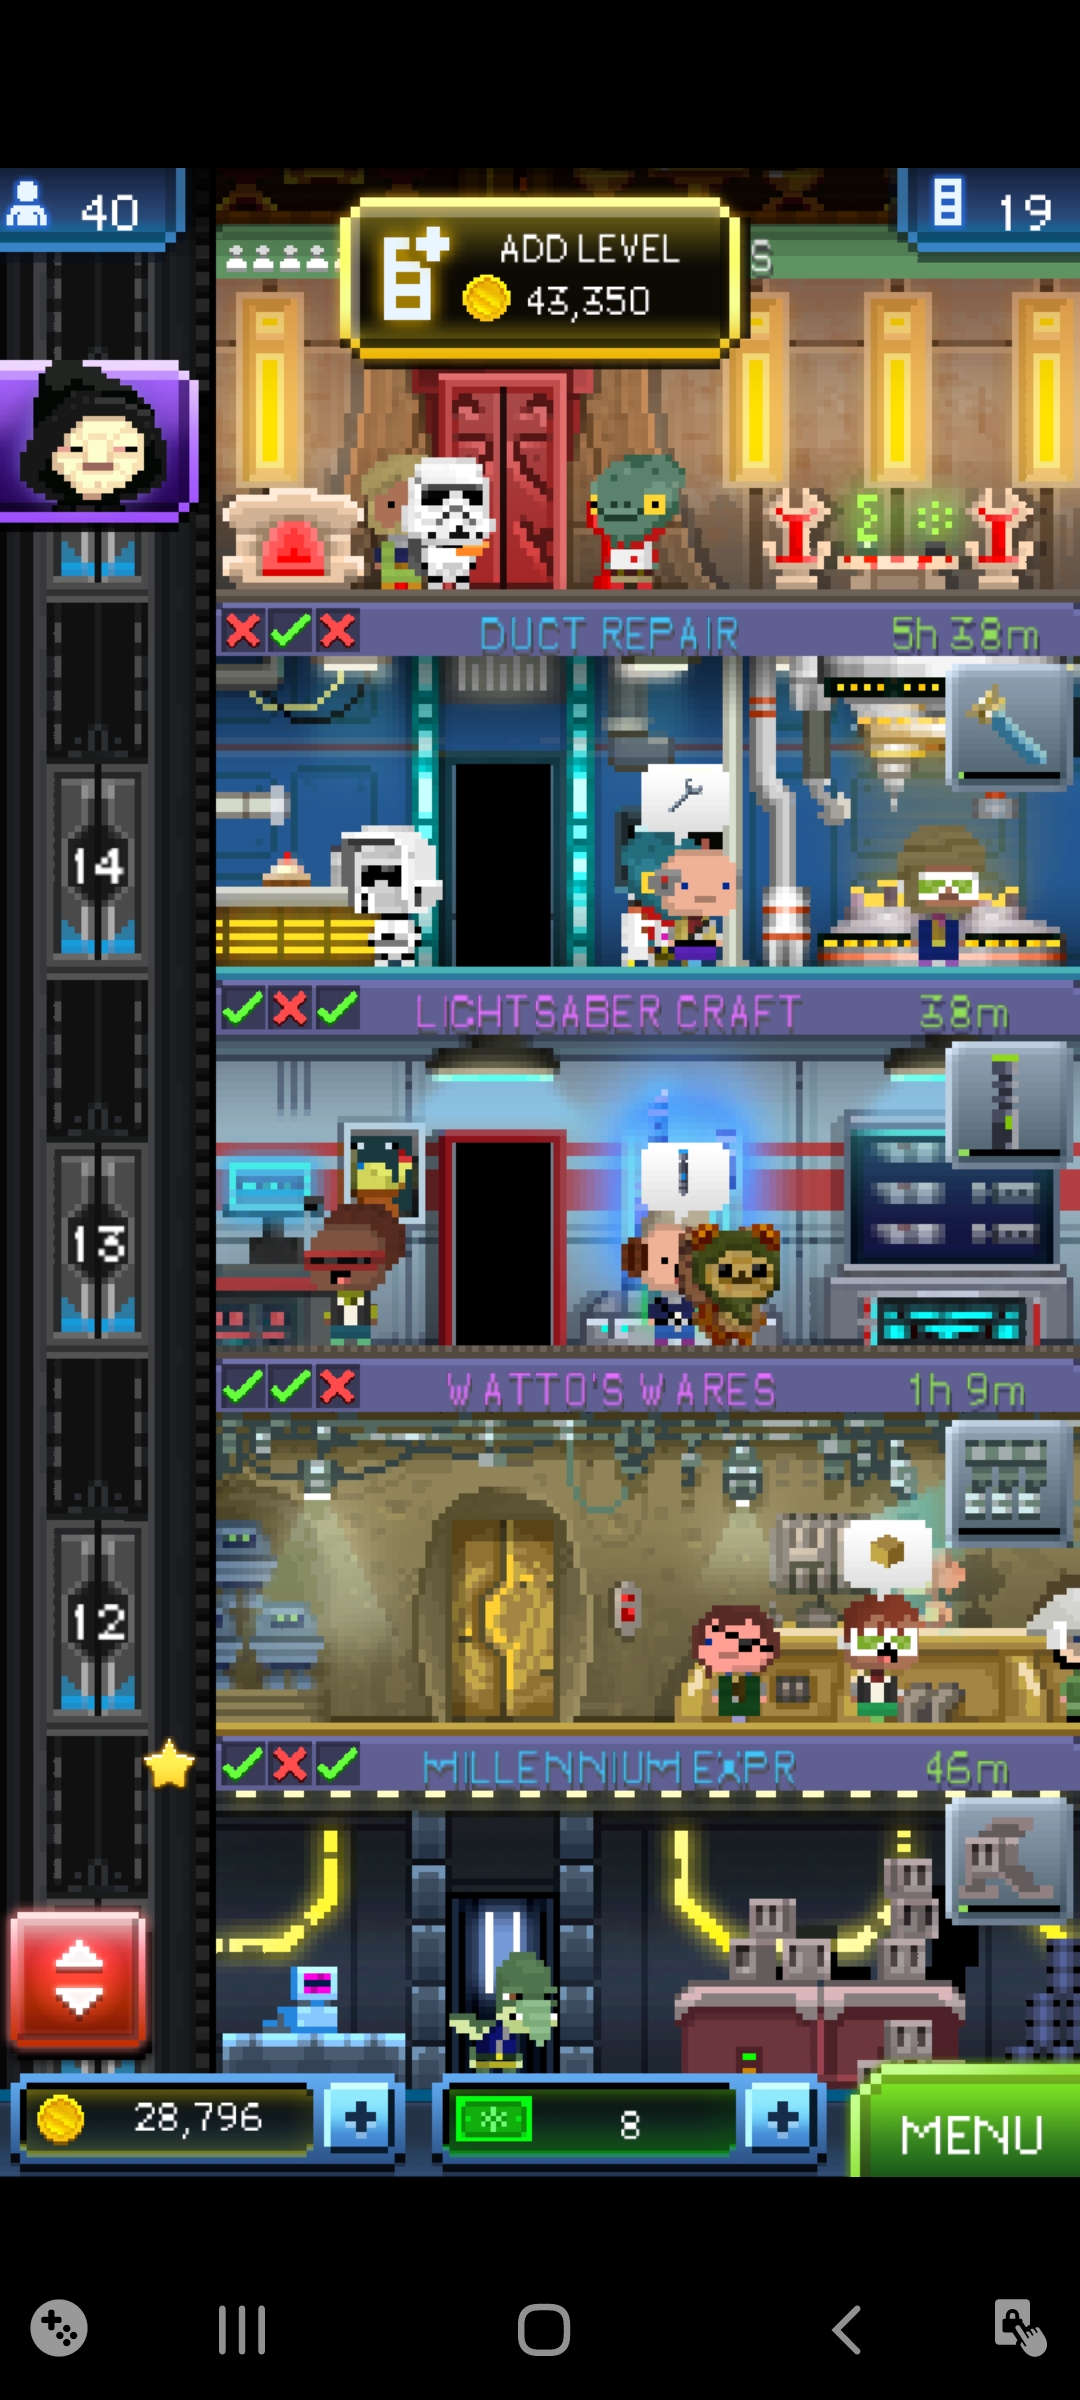 40
19
ADD LEVEL
43,350
S
DUCT REPAIR
5h 38m
14
LIGHTSABER CRAFT
38m
13
WATTO'S WARES
1h 9m
12
MILLENNIUM EXPR
46m
28,796
8
MENU